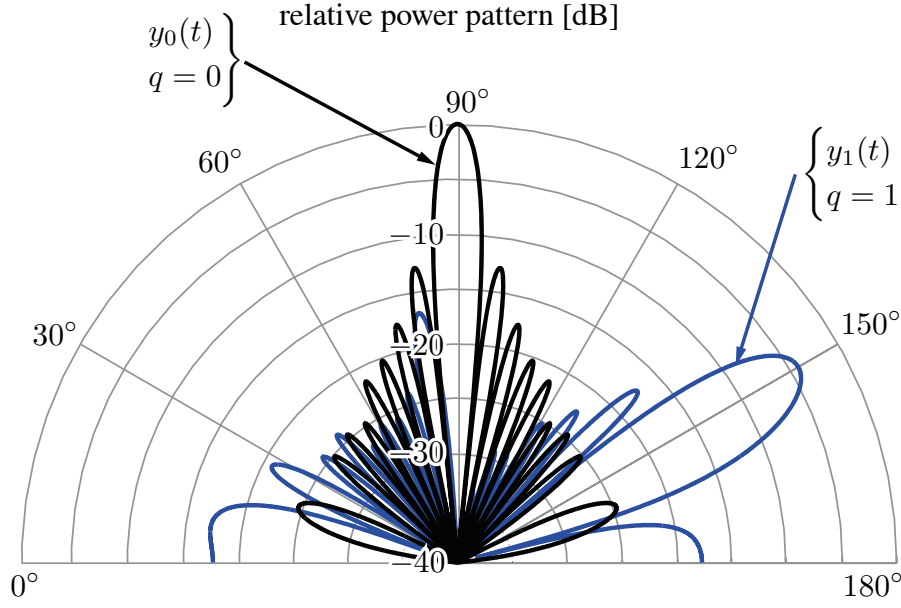 relative power pattern [dB]
y₀(t)
q = 0
90°
0
60°
120°
y₁(t)
q = 1
−10
30°
150°
−20
−30
−40
0°
180°